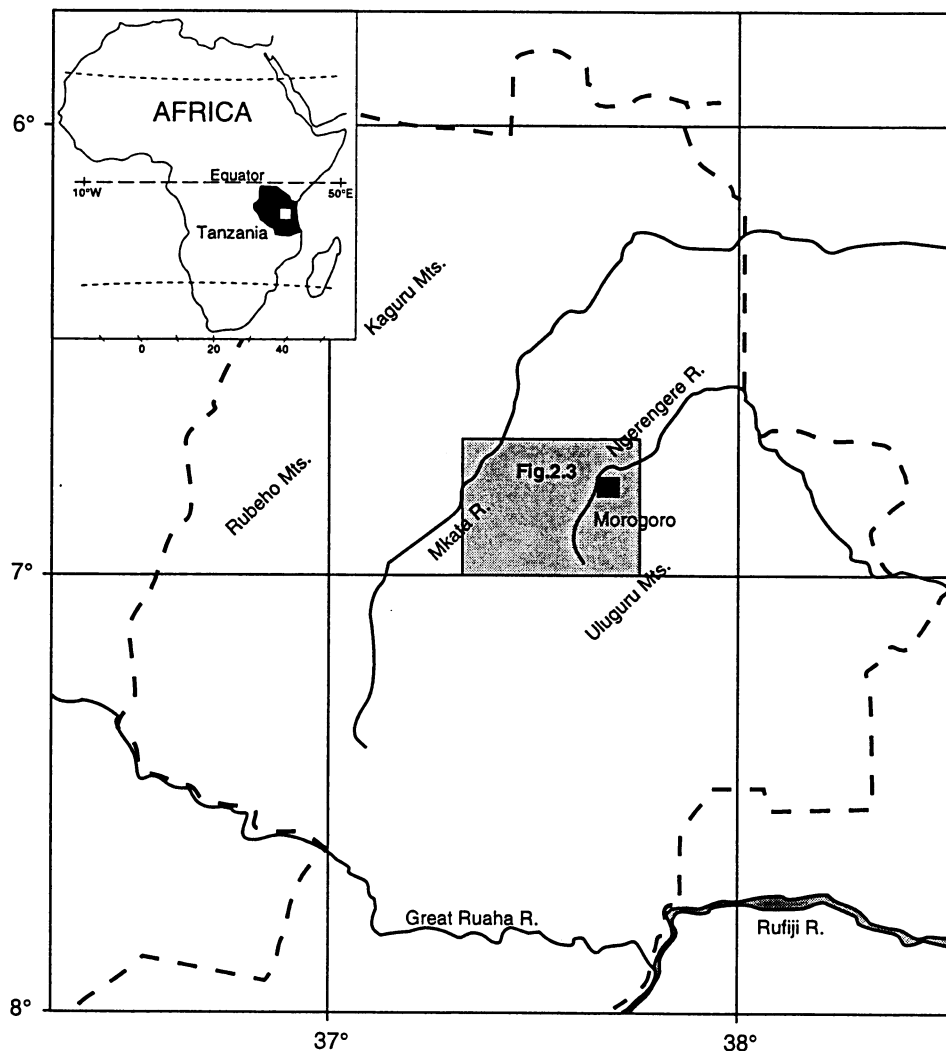 6°
AFRICA
Equator
10°W
50°E
Tanzania
0 20 40
Kaguru Mts.
Rubeho Mts.
Ngerengere R.
Fig.2.3
Mkata R.
Morogoro
7°
Uluguru Mts.
Great Ruaha R.
Rufiji R.
8°
37°
38°